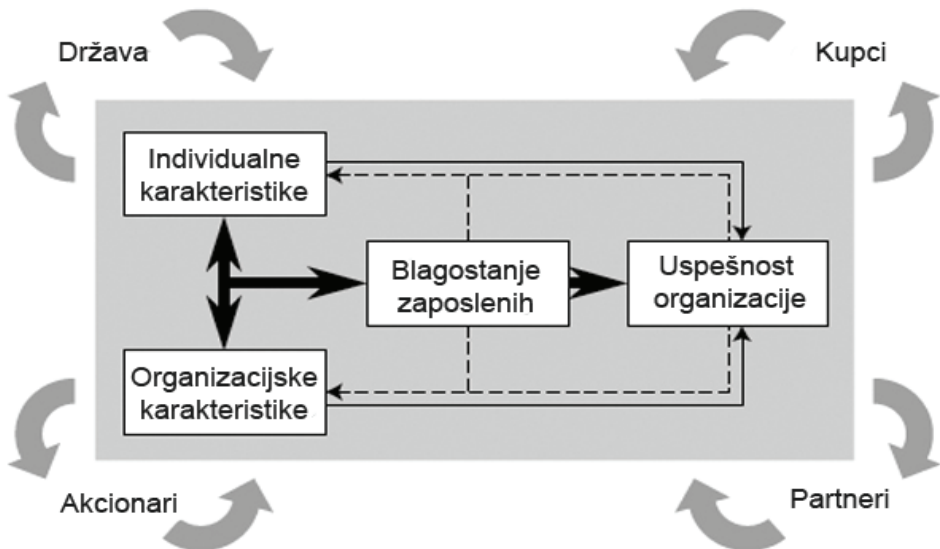 Država
Kupci
Individualne
karakteristike
Blagostanje
zaposlenih
Uspešnost
organizacije
Organizacijske
karakteristike
Akcionari
Partneri